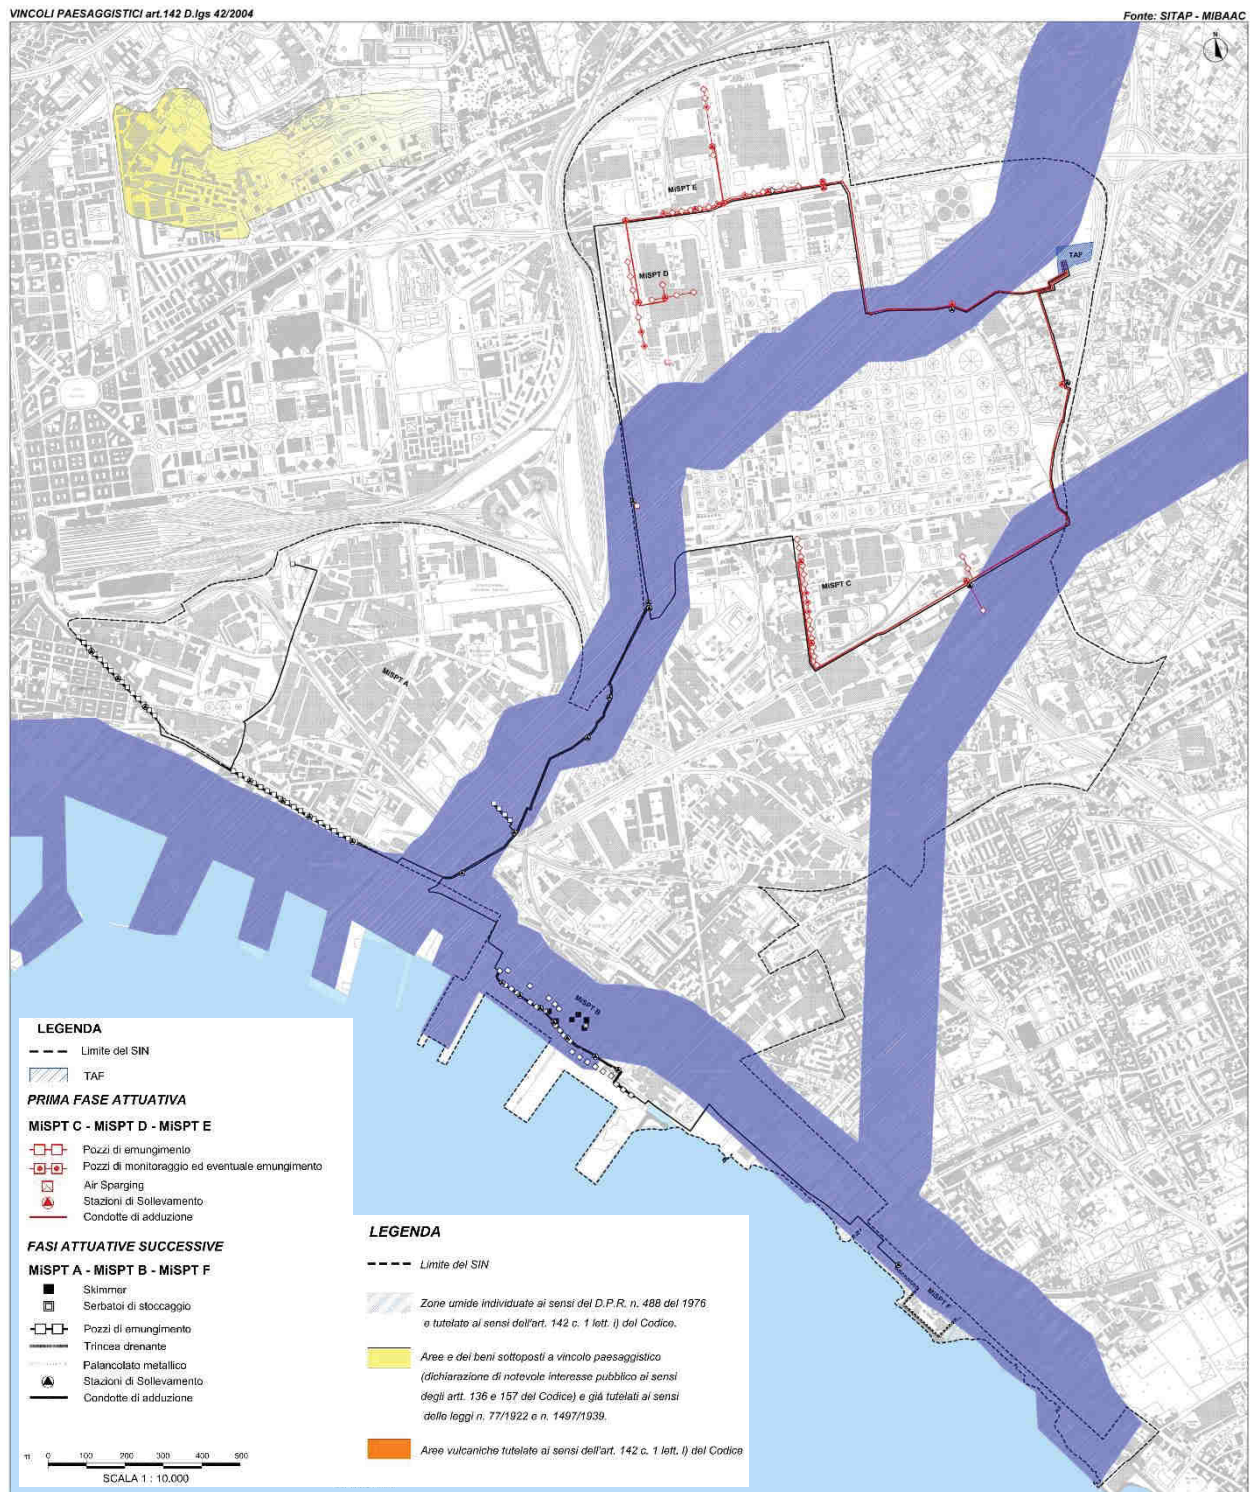 VINCOLI PAESAGGISTICI art.142 D.lgs 42/2004
Fonte: SITAP - MiBAAC
N
MiSPT E
MiSPT D
TAF
MiSPT C
MiSPT A
MiSPT B
MiSPT F
LEGENDA
Limite del SIN
TAF
PRIMA FASE ATTUATIVA
MiSPT C - MiSPT D - MiSPT E
Pozzi di emungimento
Pozzi di monitoraggio ed eventuale emungimento
Air Sparging
Stazioni di Sollevamento
Condotte di adduzione
FASI ATTUATIVE SUCCESSIVE
MiSPT A - MiSPT B - MiSPT F
Skimmer
Serbatoi di stoccaggio
Pozzi di emungimento
Trincea drenante
Palancolato metallico
Stazioni di Sollevamento
Condotte di adduzione
m 0 100 200 300 400 500
SCALA 1 : 10.000
LEGENDA
Limite del SIN
Zone umide individuate ai sensi del D.P.R. n. 488 del 1976
e tutelate ai sensi dell'art. 142 c. 1 lett. i) del Codice.
Aree e dei beni sottoposti a vincolo paesaggistico
(dichiarazione di notevole interesse pubblico ai sensi
degli artt. 136 e 157 del Codice) e già tutelati ai sensi
delle leggi n. 77/1922 e n. 1497/1939.
Aree vulcaniche tutelate ai sensi dell'art. 142 c. 1 lett. l) del Codice